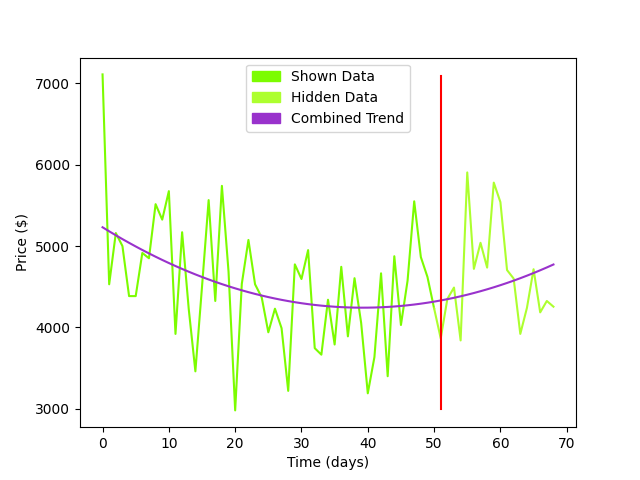 Shown Data
Hidden Data
Combined Trend
Price ($)
7000
6000
5000
4000
3000
0 10 20 30 40 50 60 70
Time (days)